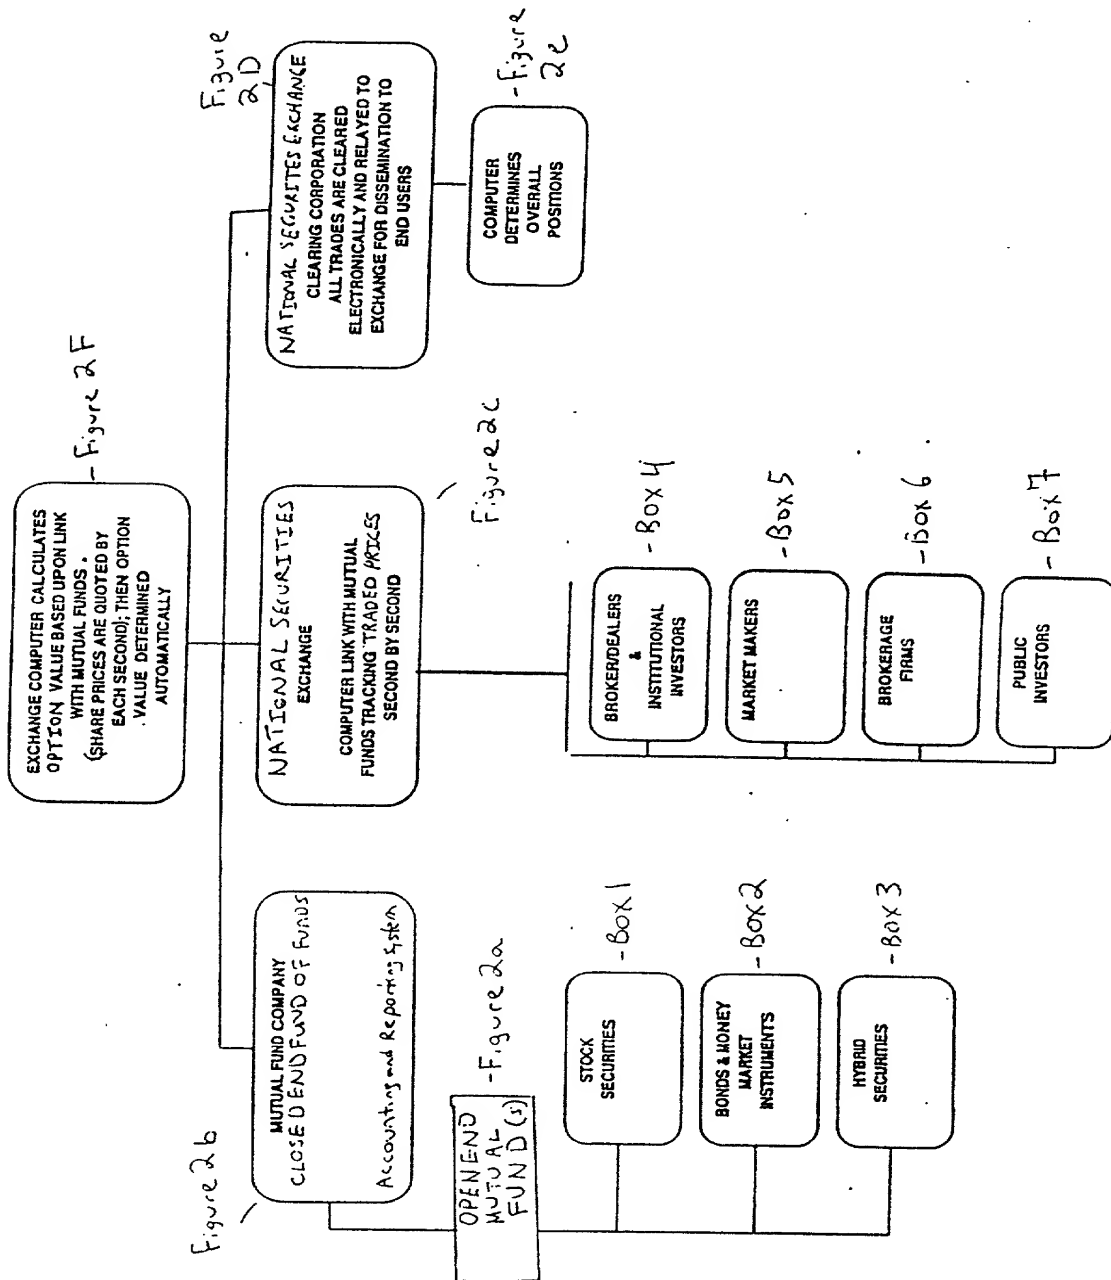 EXCHANGE COMPUTER CALCULATES
OPTION VALUE BASED UPON LINK
WITH MUTUAL FUNDS.
(SHARE PRICES ARE QUOTED BY
EACH SECOND); THEN OPTION
VALUE DETERMINED
AUTOMATICALLY
- Figure 2F
Figure 2b
MUTUAL FUND COMPANY
CLOSED END FUND OF FUNDS
Accounting and Reporting System
OPEN END
MUTUAL
FUND(s)
- Figure 2a
STOCK
SECURITIES
- Box 1
BONDS & MONEY
MARKET
INSTRUMENTS
- Box 2
HYBRID
SECURITIES
- Box 3
NATIONAL SECURITIES
EXCHANGE
COMPUTER LINK WITH MUTUAL
FUNDS TRACKING TRADED PRICES
SECOND BY SECOND
Figure 2c
BROKER/DEALERS
&
INSTITUTIONAL
INVESTORS
- Box 4
MARKET MAKERS
- Box 5
BROKERAGE
FIRMS
- Box 6
PUBLIC
INVESTORS
- Box 7
Figure
2D
NATIONAL SECURITES EXCHANGE
CLEARING CORPORATION
ALL TRADES ARE CLEARED
ELECTRONICALLY AND RELAYED TO
EXCHANGE FOR DISSEMINATION TO
END USERS
COMPUTER
DETERMINES
OVERALL
POSITIONS
- Figure
2e